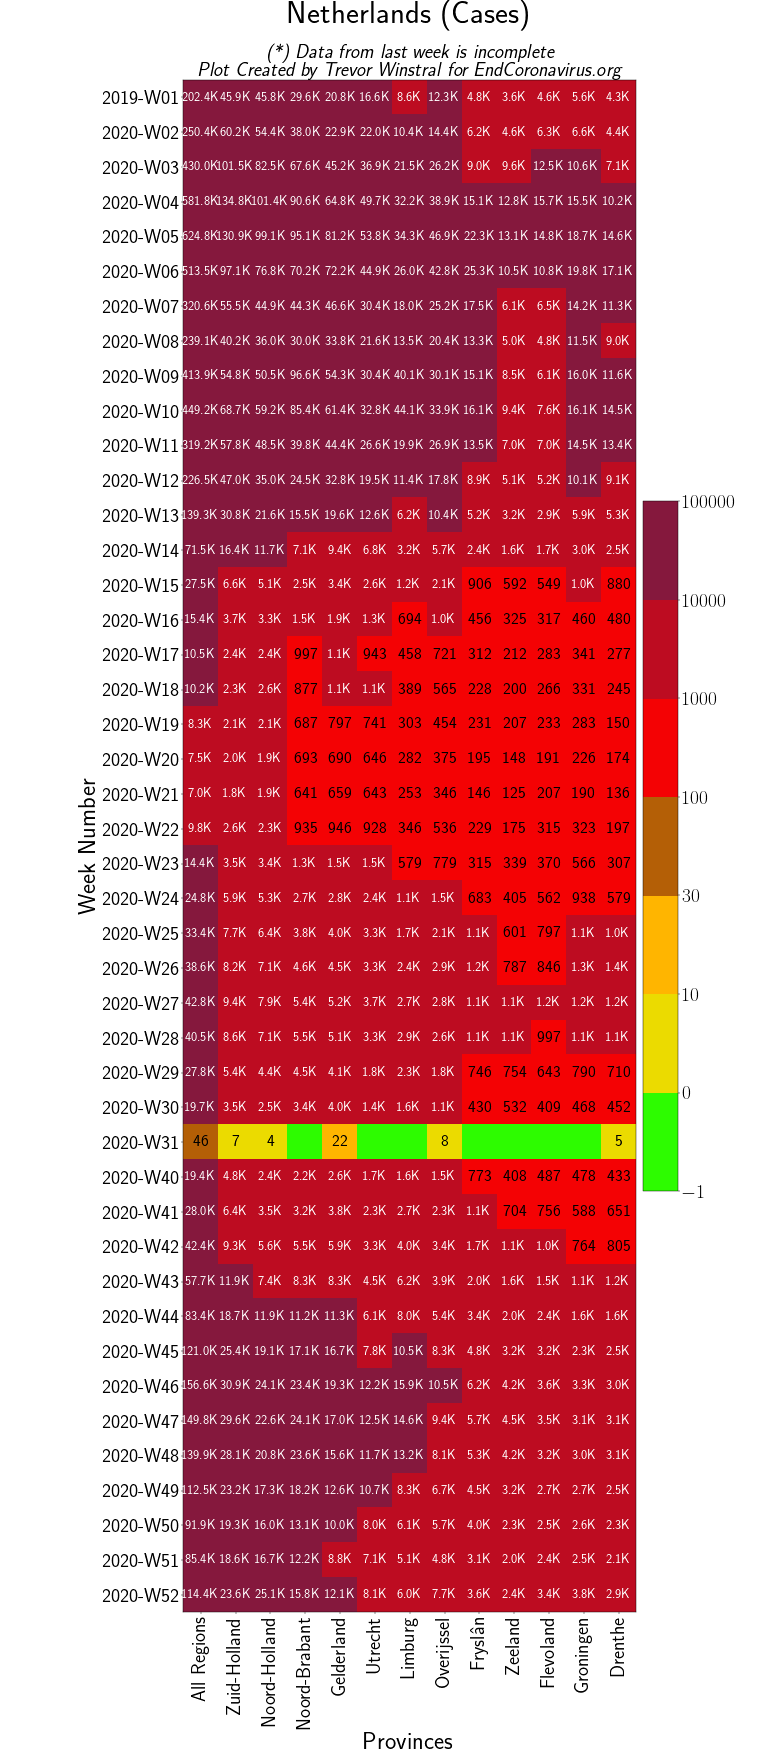 Netherlands (Cases)
(*) Data from last week is incomplete
Plot Created by Trevor Winstral for EndCoronavirus.org
2019-W01 202.4K 45.9K 45.8K 29.6K 20.8K 16.6K 8.6K 12.3K 4.8K 3.6K 4.6K 5.6K 4.3K
2020-W02 250.4K 60.2K 54.4K 38.0K 22.9K 22.0K 10.4K 14.4K 6.2K 4.6K 6.3K 6.6K 4.4K
2020-W03 430.0K 101.5K 82.5K 67.6K 45.2K 36.9K 21.5K 26.2K 9.0K 9.6K 12.5K 10.6K 7.1K
2020-W04 581.8K 134.8K 101.4K 90.6K 64.8K 49.7K 32.2K 38.9K 15.1K 12.8K 15.7K 15.5K 10.2K
2020-W05 624.8K 130.9K 99.1K 95.1K 81.2K 53.8K 34.3K 46.9K 22.3K 13.1K 14.8K 18.7K 14.6K
2020-W06 513.5K 97.1K 76.8K 70.2K 72.2K 44.9K 26.0K 42.8K 25.3K 10.5K 10.8K 19.8K 17.1K
2020-W07 320.6K 55.5K 44.9K 44.3K 46.6K 30.4K 18.0K 25.2K 17.5K 6.1K 6.5K 14.2K 11.3K
2020-W08 239.1K 40.2K 36.0K 30.0K 33.8K 21.6K 13.5K 20.4K 13.3K 5.0K 4.8K 11.5K 9.0K
2020-W09 413.9K 54.8K 50.5K 96.6K 54.3K 30.4K 40.1K 30.1K 15.1K 8.5K 6.1K 16.0K 11.6K
2020-W10 449.2K 68.7K 59.2K 85.4K 61.4K 32.8K 44.1K 33.9K 16.1K 9.4K 7.6K 16.1K 14.5K
2020-W11 319.2K 57.8K 48.5K 39.8K 44.4K 26.6K 19.9K 26.9K 13.5K 7.0K 7.0K 14.5K 13.4K
2020-W12 226.5K 47.0K 35.0K 24.5K 32.8K 19.5K 11.4K 17.8K 8.9K 5.1K 5.2K 10.1K 9.1K
2020-W13 139.3K 30.8K 21.6K 15.5K 19.6K 12.6K 6.2K 10.4K 5.2K 3.2K 2.9K 5.9K 5.3K
2020-W14 71.5K 16.4K 11.7K 7.1K 9.4K 6.8K 3.2K 5.7K 2.4K 1.6K 1.7K 3.0K 2.5K
2020-W15 27.5K 6.6K 5.1K 2.5K 3.4K 2.6K 1.2K 2.1K 906 592 549 1.0K 880
2020-W16 15.4K 3.7K 3.3K 1.5K 1.9K 1.3K 694 1.0K 456 325 317 460 480
2020-W17 10.5K 2.4K 2.4K 997 1.1K 943 458 721 312 212 283 341 277
2020-W18 10.2K 2.3K 2.6K 877 1.1K 1.1K 389 565 228 200 266 331 245
2020-W19 8.3K 2.1K 2.1K 687 797 741 303 454 231 207 233 283 150
2020-W20 7.5K 2.0K 1.9K 693 690 646 282 375 195 148 191 226 174
2020-W21 7.0K 1.8K 1.9K 641 659 643 253 346 146 125 207 190 136
2020-W22 9.8K 2.6K 2.3K 935 946 928 346 536 229 175 315 323 197
2020-W23 14.4K 3.5K 3.4K 1.3K 1.5K 1.5K 579 779 315 339 370 566 307
2020-W24 24.8K 5.9K 5.3K 2.7K 2.8K 2.4K 1.1K 1.5K 683 405 562 938 579
2020-W25 33.4K 7.7K 6.4K 3.8K 4.0K 3.3K 1.7K 2.1K 1.1K 601 797 1.1K 1.0K
2020-W26 38.6K 8.2K 7.1K 4.6K 4.5K 3.3K 2.4K 2.9K 1.2K 787 846 1.3K 1.4K
2020-W27 42.8K 9.4K 7.9K 5.4K 5.2K 3.7K 2.7K 2.8K 1.1K 1.1K 1.2K 1.2K 1.2K
2020-W28 40.5K 8.6K 7.1K 5.5K 5.1K 3.3K 2.9K 2.6K 1.1K 1.1K 997 1.1K 1.1K
2020-W29 27.8K 5.4K 4.4K 4.5K 4.1K 1.8K 2.3K 1.8K 746 754 643 790 710
2020-W30 19.7K 3.5K 2.5K 3.4K 4.0K 1.4K 1.6K 1.1K 430 532 409 468 452
2020-W31 46 7 4 22 8 5
2020-W40 19.4K 4.8K 2.4K 2.2K 2.6K 1.7K 1.6K 1.5K 773 408 487 478 433
2020-W41 28.0K 6.4K 3.5K 3.2K 3.8K 2.3K 2.7K 2.3K 1.1K 704 756 588 651
2020-W42 42.4K 9.3K 5.6K 5.5K 5.9K 3.3K 4.0K 3.4K 1.7K 1.1K 1.0K 764 805
2020-W43 57.7K 11.9K 7.4K 8.3K 8.3K 4.5K 6.2K 3.9K 2.0K 1.6K 1.5K 1.1K 1.2K
2020-W44 83.4K 18.7K 11.9K 11.2K 11.3K 6.1K 8.0K 5.4K 3.4K 2.0K 2.4K 1.6K 1.6K
2020-W45 121.0K 25.4K 19.1K 17.1K 16.7K 7.8K 10.5K 8.3K 4.8K 3.2K 3.2K 2.3K 2.5K
2020-W46 156.6K 30.9K 24.1K 23.4K 19.3K 12.2K 15.9K 10.5K 6.2K 4.2K 3.6K 3.3K 3.0K
2020-W47 149.8K 29.6K 22.6K 24.1K 17.0K 12.5K 14.6K 9.4K 5.7K 4.5K 3.5K 3.1K 3.1K
2020-W48 139.9K 28.1K 20.8K 23.6K 15.6K 11.7K 13.2K 8.1K 5.3K 4.2K 3.2K 3.0K 3.1K
2020-W49 112.5K 23.2K 17.3K 18.2K 12.6K 10.7K 8.3K 6.7K 4.5K 3.2K 2.7K 2.7K 2.5K
2020-W50 91.9K 19.3K 16.0K 13.1K 10.0K 8.0K 6.1K 5.7K 4.0K 2.3K 2.5K 2.6K 2.3K
2020-W51 85.4K 18.6K 16.7K 12.2K 8.8K 7.1K 5.1K 4.8K 3.1K 2.0K 2.4K 2.5K 2.1K
2020-W52 114.4K 23.6K 25.1K 15.8K 12.1K 8.1K 6.0K 7.7K 3.6K 2.4K 3.4K 3.8K 2.9K
Week Number
All Regions
Zuid-Holland
Noord-Holland
Noord-Brabant
Gelderland
Utrecht
Limburg
Overijssel
Fryslân
Zeeland
Flevoland
Groningen
Drenthe
Provinces
100000
10000
1000
100
30
10
0
−1